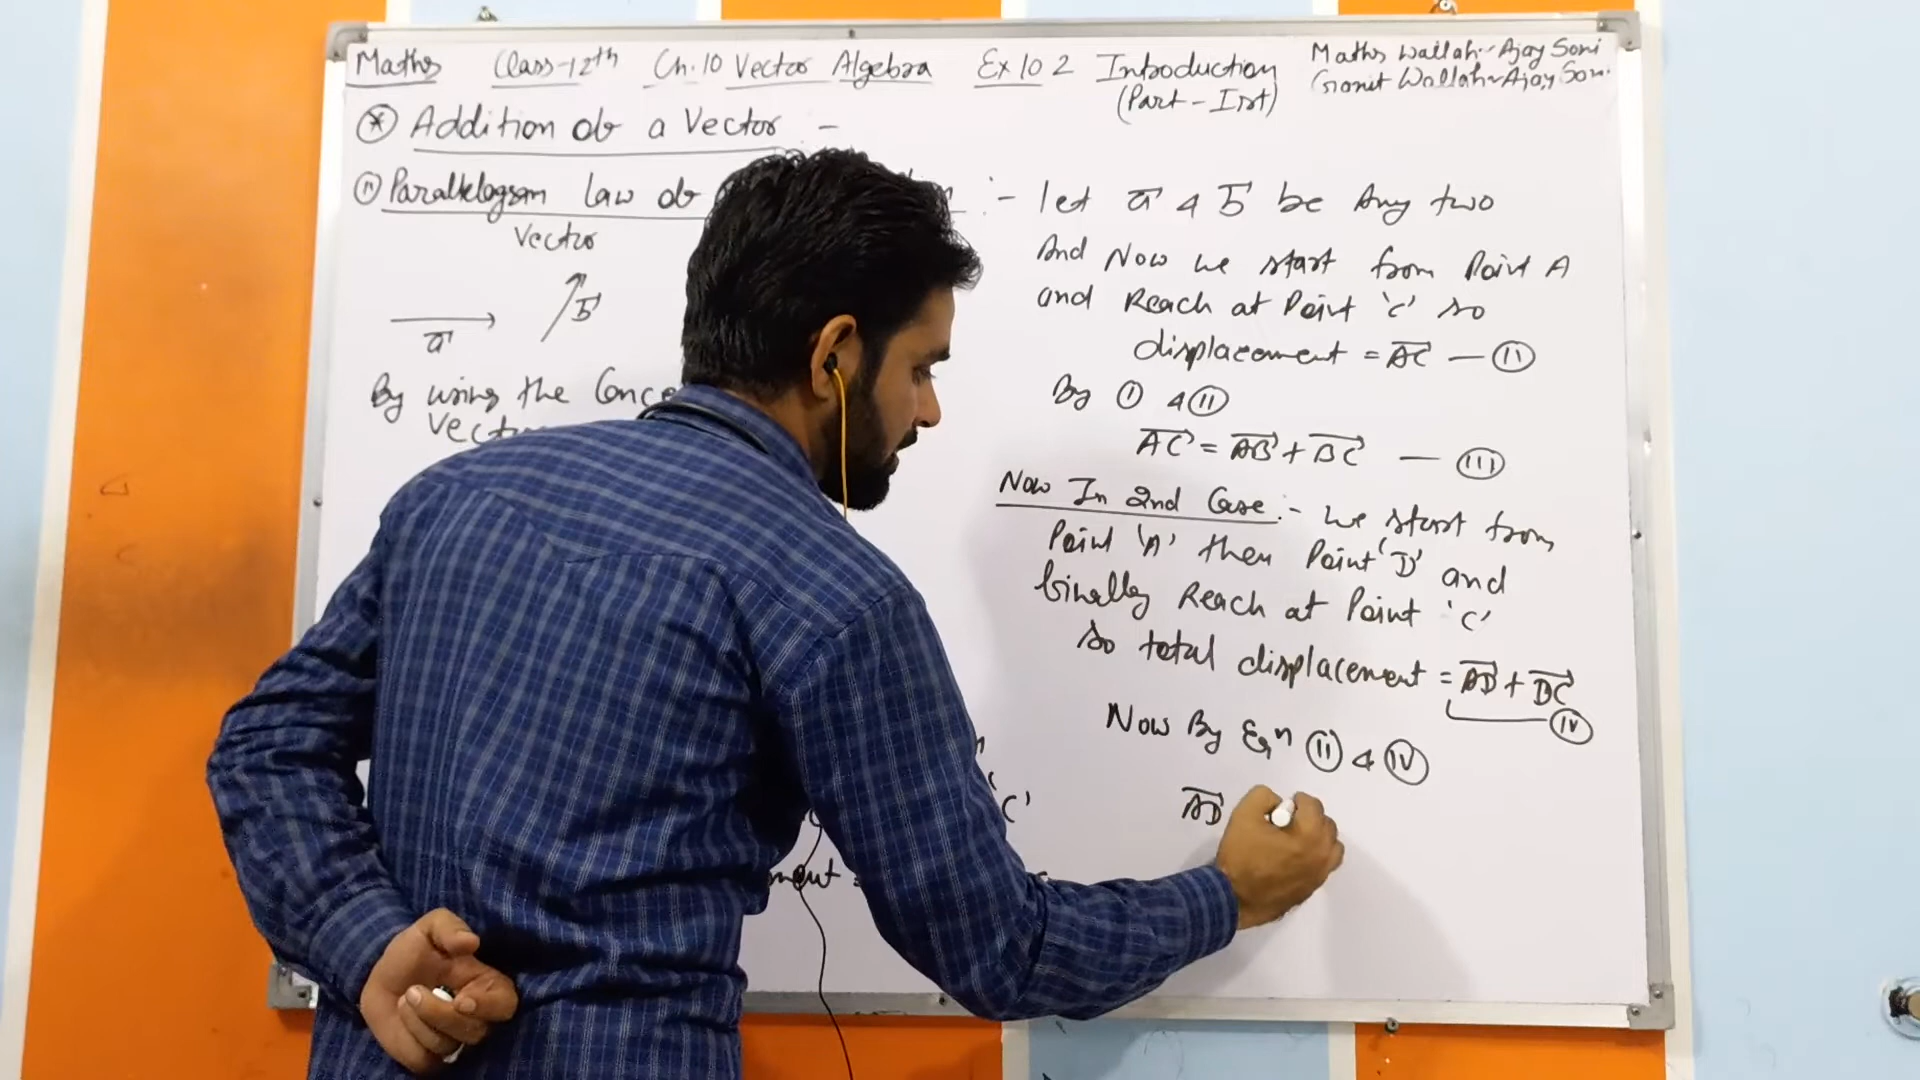 Maths Class-12th Ch.10 Vector Algebra Ex 10 2 Introduction
(Part-Ist)
Maths Wallah-Ajay Soni
Ganit Wallah-Ajay Soni
* Addition of a Vector :-
(ii) Parallelogram law of
Vector
a b
By using the Conce
Vect
:- let a & b be Any two
And Now we start from Point A
and Reach at Point 'C' so
displacement = AC — (ii)
By (i) & (ii)
AC = AB + BC — (iii)
Now In 2nd Case :- we start from
Point 'A' then Point 'D' and
finally Reach at Point 'C'
So total displacement = AD + DC
(iv)
Now By Eqn (ii) & (iv)
AD
C'
ment =